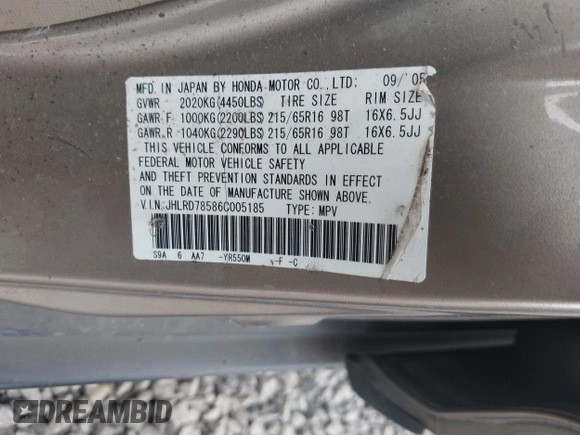 MFD. IN JAPAN BY HONDA MOTOR CO., LTD: 09/'05
GVWR 2020KG(4450LBS) TIRE SIZE RIM SIZE
GAWR F 1000KG(2200LBS) 215/65R16 98T 16X6.5JJ
GAWR R 1040KG(2290LBS) 215/65R16 98T 16X6.5JJ
THIS VEHICLE CONFORMS TO ALL APPLICABLE
FEDERAL MOTOR VEHICLE SAFETY
AND THEFT PREVENTION STANDARDS IN EFFECT
ON THE DATE OF MANUFACTURE SHOWN ABOVE.
V.I.N:JHLRD78586C005185 TYPE: MPV
S9A 6 AA7 -YR550M -F -C
DREAMBID